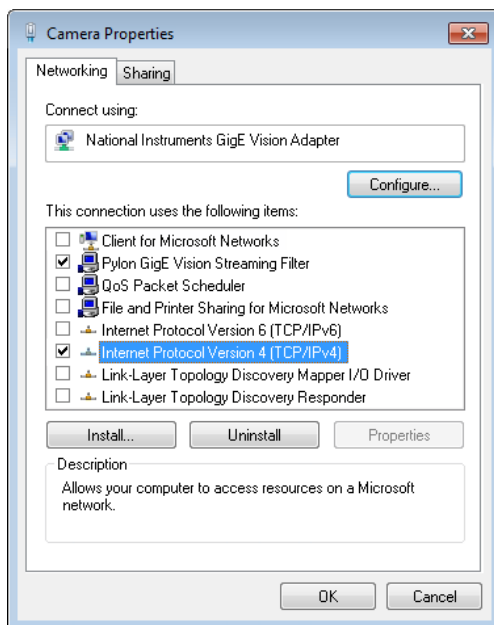 Camera Properties
Networking
Sharing
Connect using:
National Instruments GigE Vision Adapter
Configure...
This connection uses the following items:
Client for Microsoft Networks
Pylon GigE Vision Streaming Filter
QoS Packet Scheduler
File and Printer Sharing for Microsoft Networks
Internet Protocol Version 6 (TCP/IPv6)
Internet Protocol Version 4 (TCP/IPv4)
Link-Layer Topology Discovery Mapper I/O Driver
Link-Layer Topology Discovery Responder
Install...
Uninstall
Properties
Description
Allows your computer to access resources on a Microsoft
network.
OK
Cancel